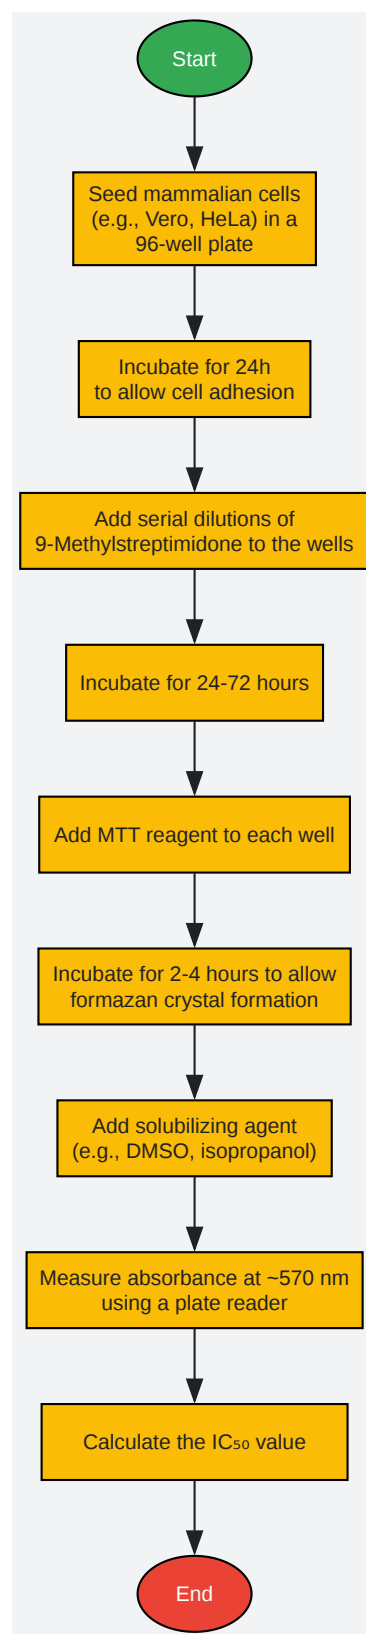 Start
Seed mammalian cells
(e.g., Vero, HeLa) in a
96-well plate
Incubate for 24h
to allow cell adhesion
Add serial dilutions of
9-Methylstreptimidone to the wells
Incubate for 24-72 hours
Add MTT reagent to each well
Incubate for 2-4 hours to allow
formazan crystal formation
Add solubilizing agent
(e.g., DMSO, isopropanol)
Measure absorbance at ~570 nm
using a plate reader
Calculate the IC₅₀ value
End